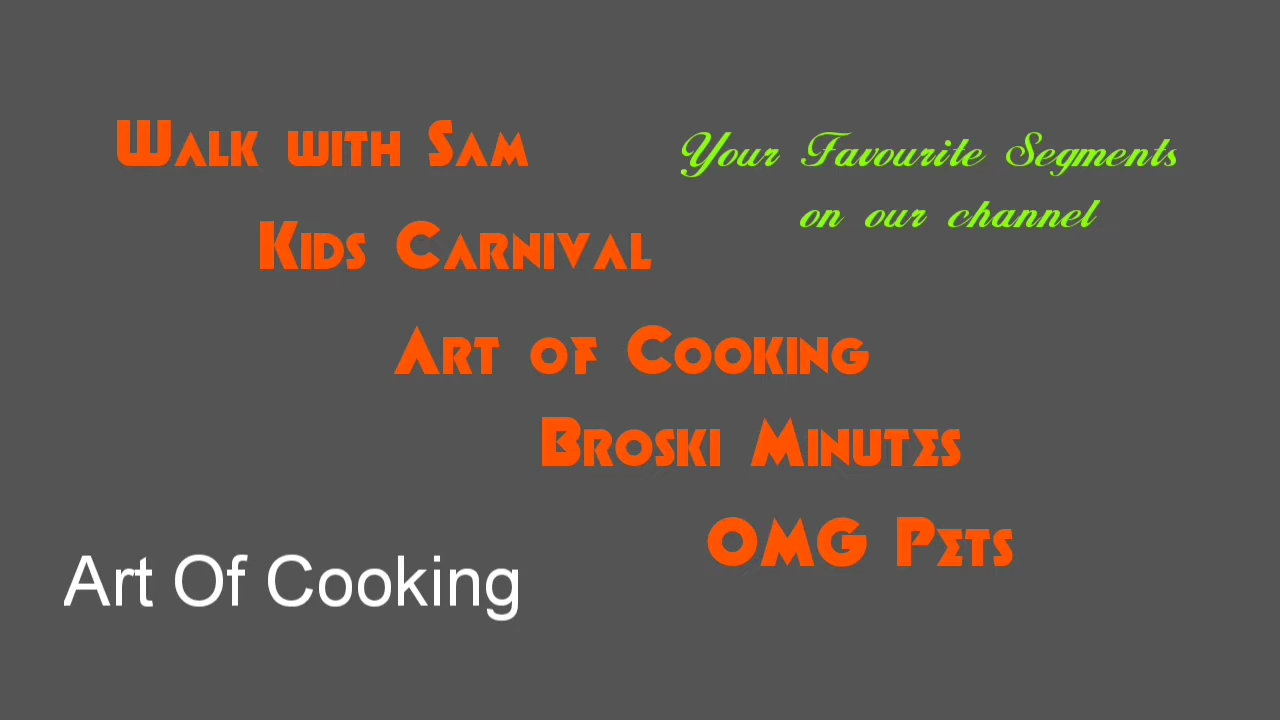 Walk with Sam
Your Favourite Segments
on our channel
Kids Carnival
Art of Cooking
Broski Minutes
OMG Pets
Art Of Cooking